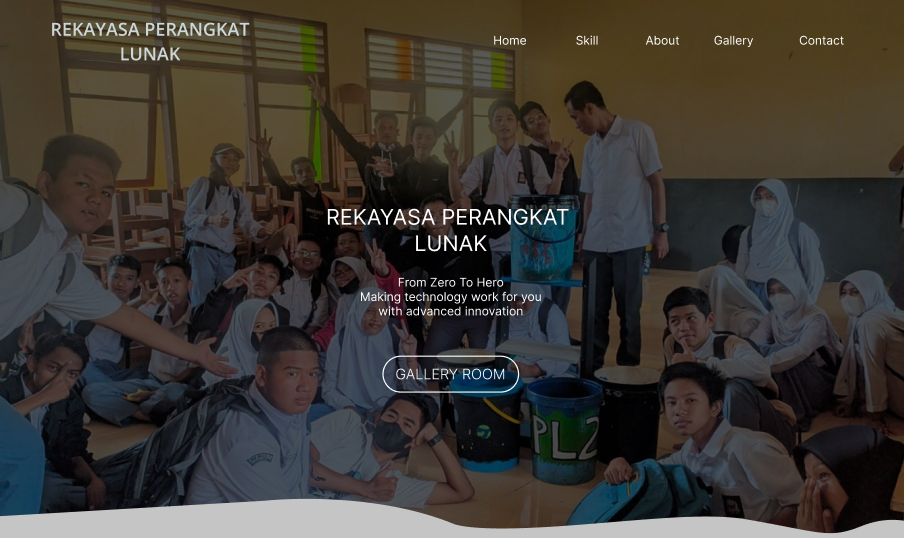 REKAYASA PERANGKAT
LUNAK
Home
Skill
About
Gallery
Contact
REKAYASA PERANGKAT
LUNAK
From Zero To Hero
Making technology work for you
with advanced innovation
GALLERY ROOM
PL2